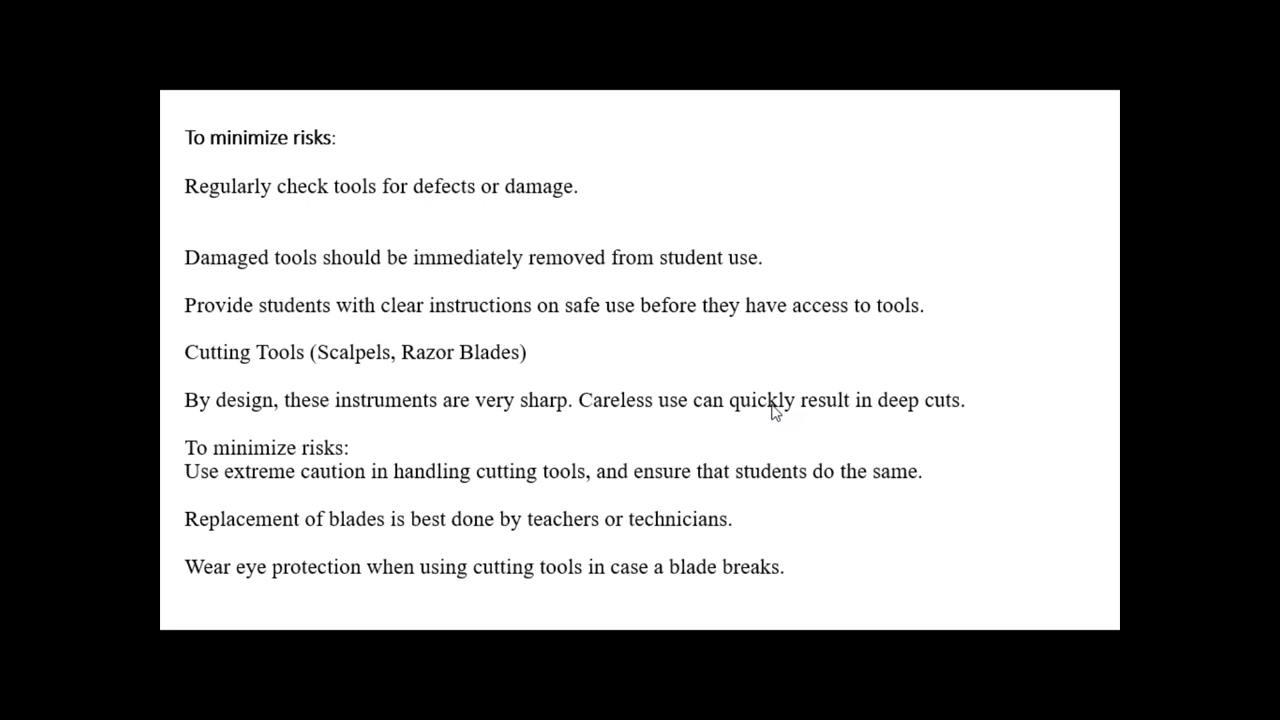 To minimize risks:
Regularly check tools for defects or damage.
Damaged tools should be immediately removed from student use.
Provide students with clear instructions on safe use before they have access to tools.
Cutting Tools (Scalpels, Razor Blades)
By design, these instruments are very sharp. Careless use can quickly result in deep cuts.
To minimize risks:
Use extreme caution in handling cutting tools, and ensure that students do the same.
Replacement of blades is best done by teachers or technicians.
Wear eye protection when using cutting tools in case a blade breaks.